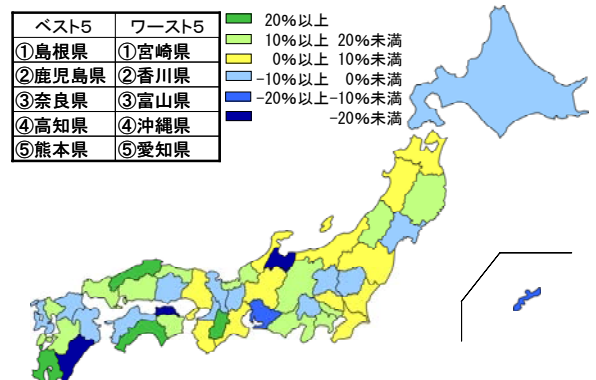 ベスト5 ワースト5
①島根県 ①宮崎県
②鹿児島県 ②香川県
③奈良県 ③富山県
④高知県 ④沖縄県
⑤熊本県 ⑤愛知県
20%以上
10%以上 20%未満
0%以上 10%未満
-10%以上 0%未満
-20%以上-10%未満
-20%未満